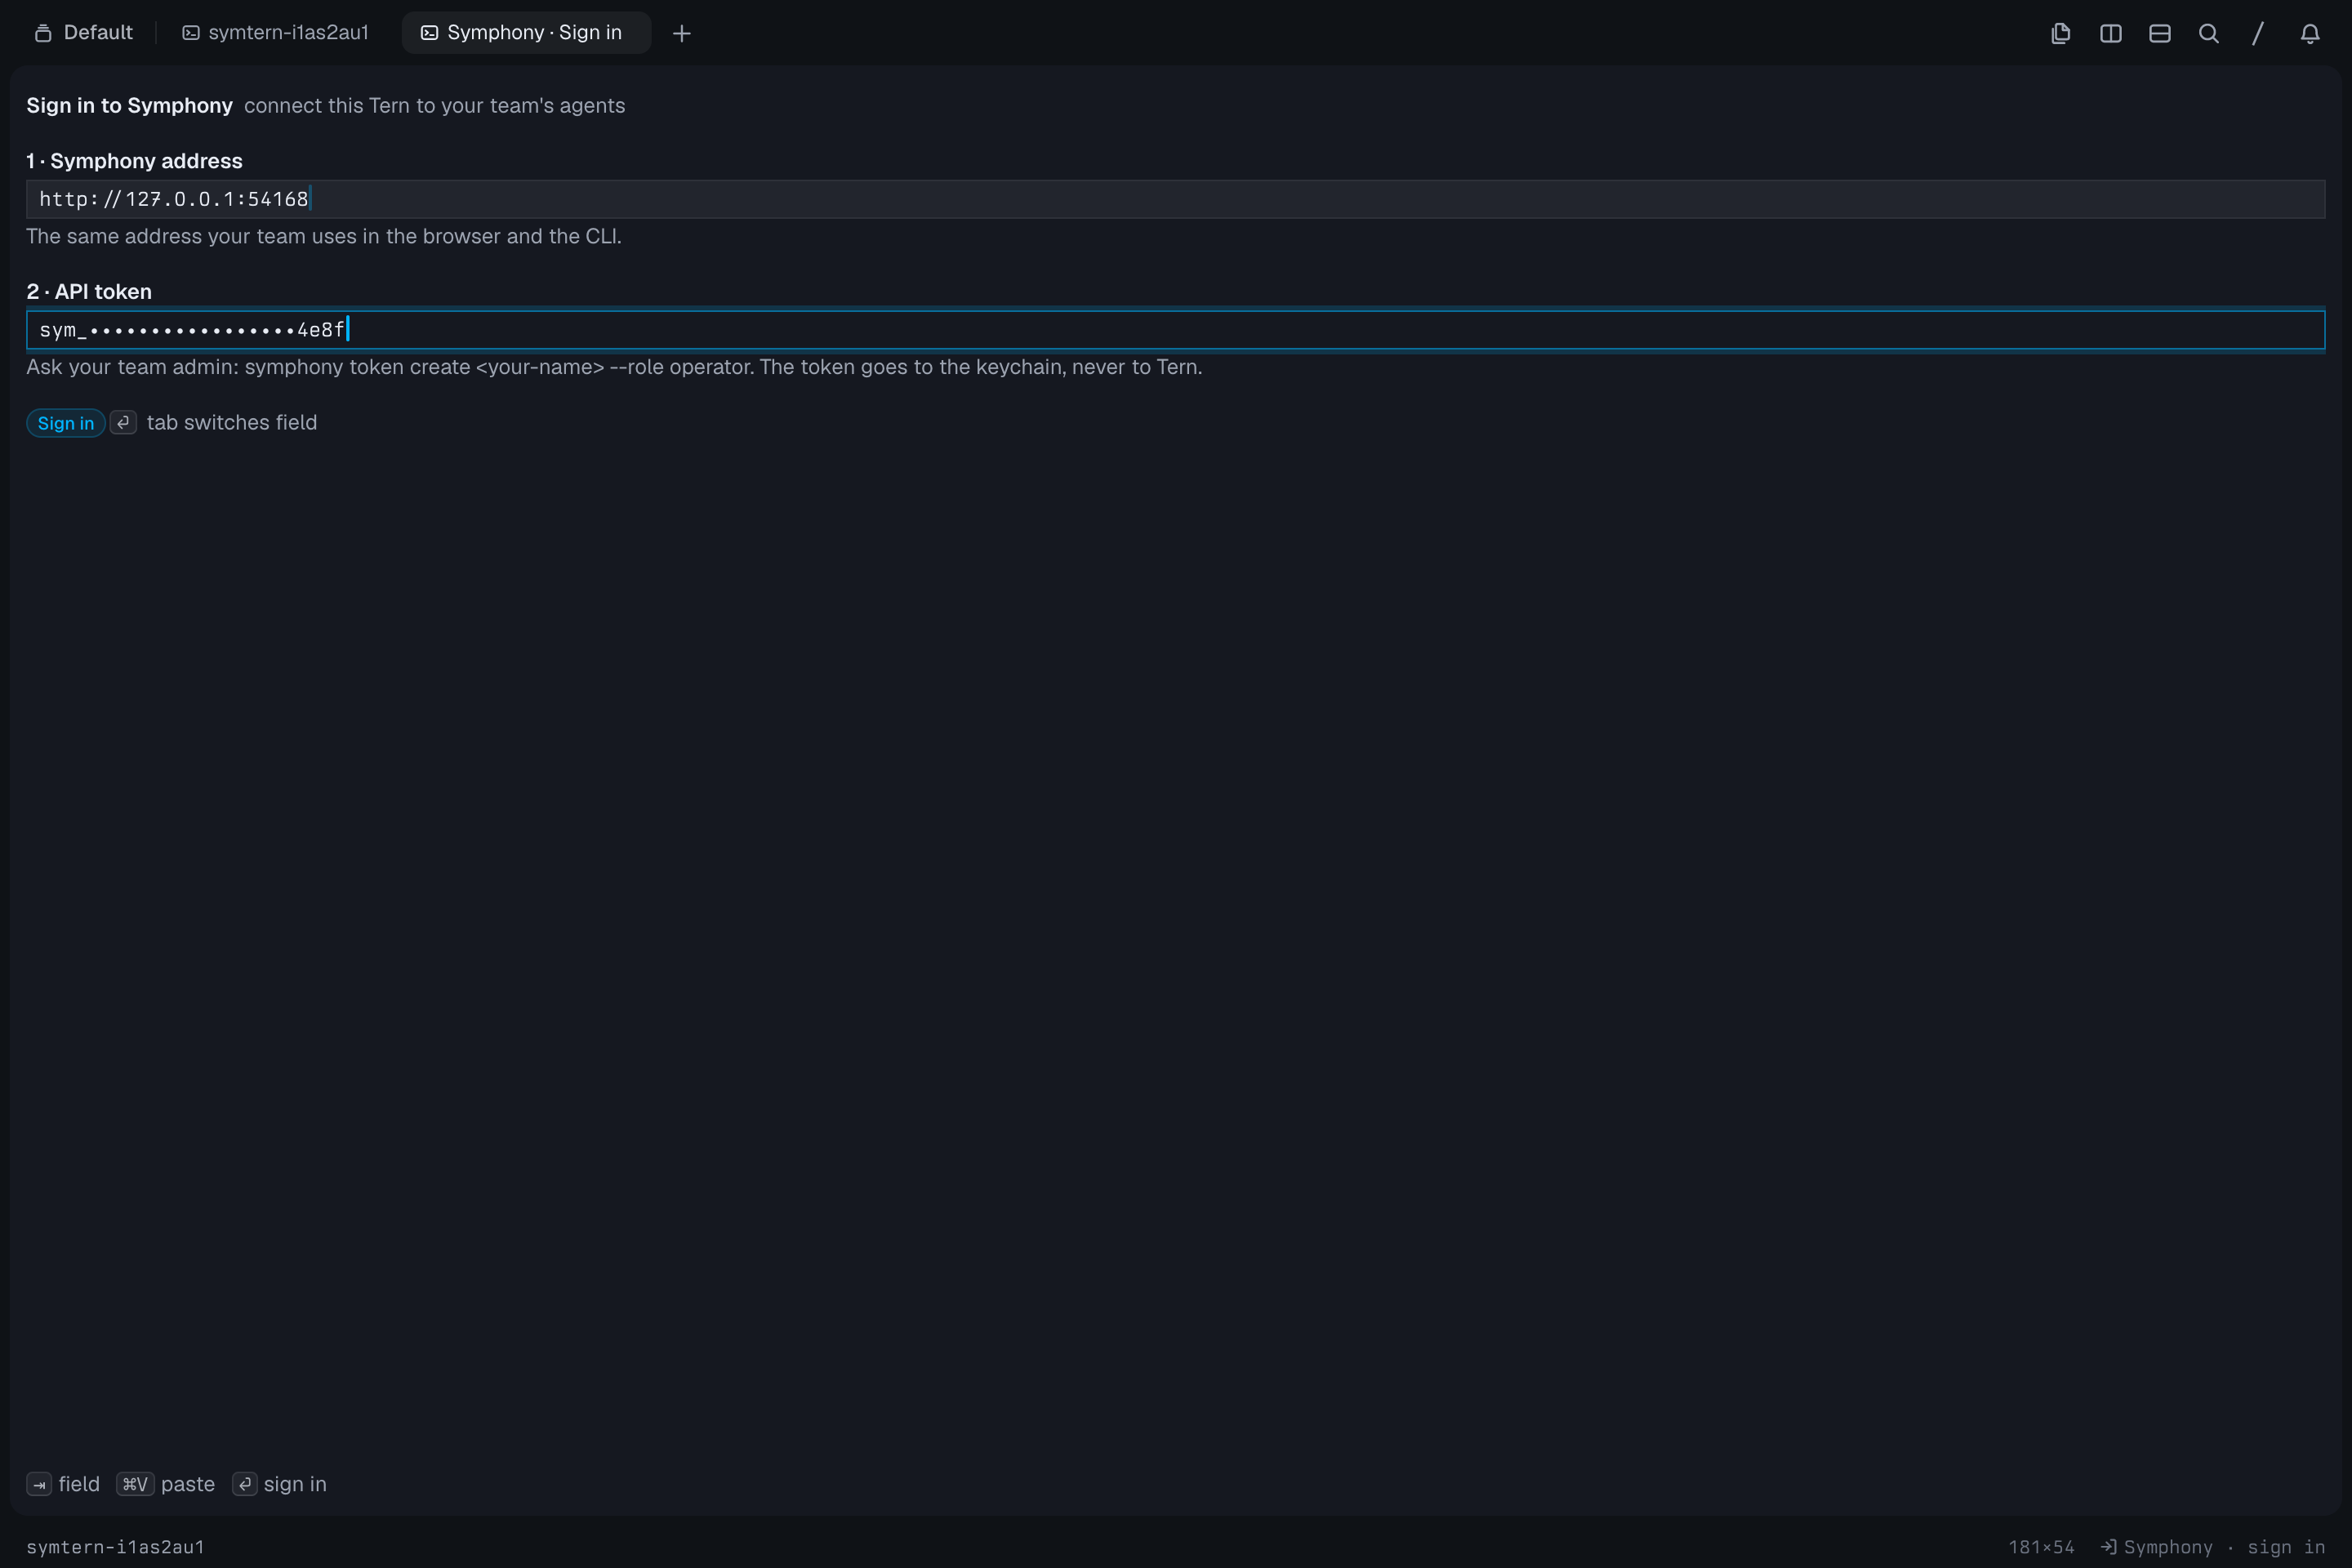 Default symtern-i1as2au1 Symphony · Sign in
Sign in to Symphony connect this Tern to your team's agents
1 · Symphony address
http://127.0.0.1:54168
The same address your team uses in the browser and the CLI.
2 · API token
sym_•••••••••••••••••4e8f
Ask your team admin: symphony token create <your-name> --role operator. The token goes to the keychain, never to Tern.
Sign in tab switches field
field ⌘V paste sign in
symtern-i1as2au1 181×54 Symphony · sign in